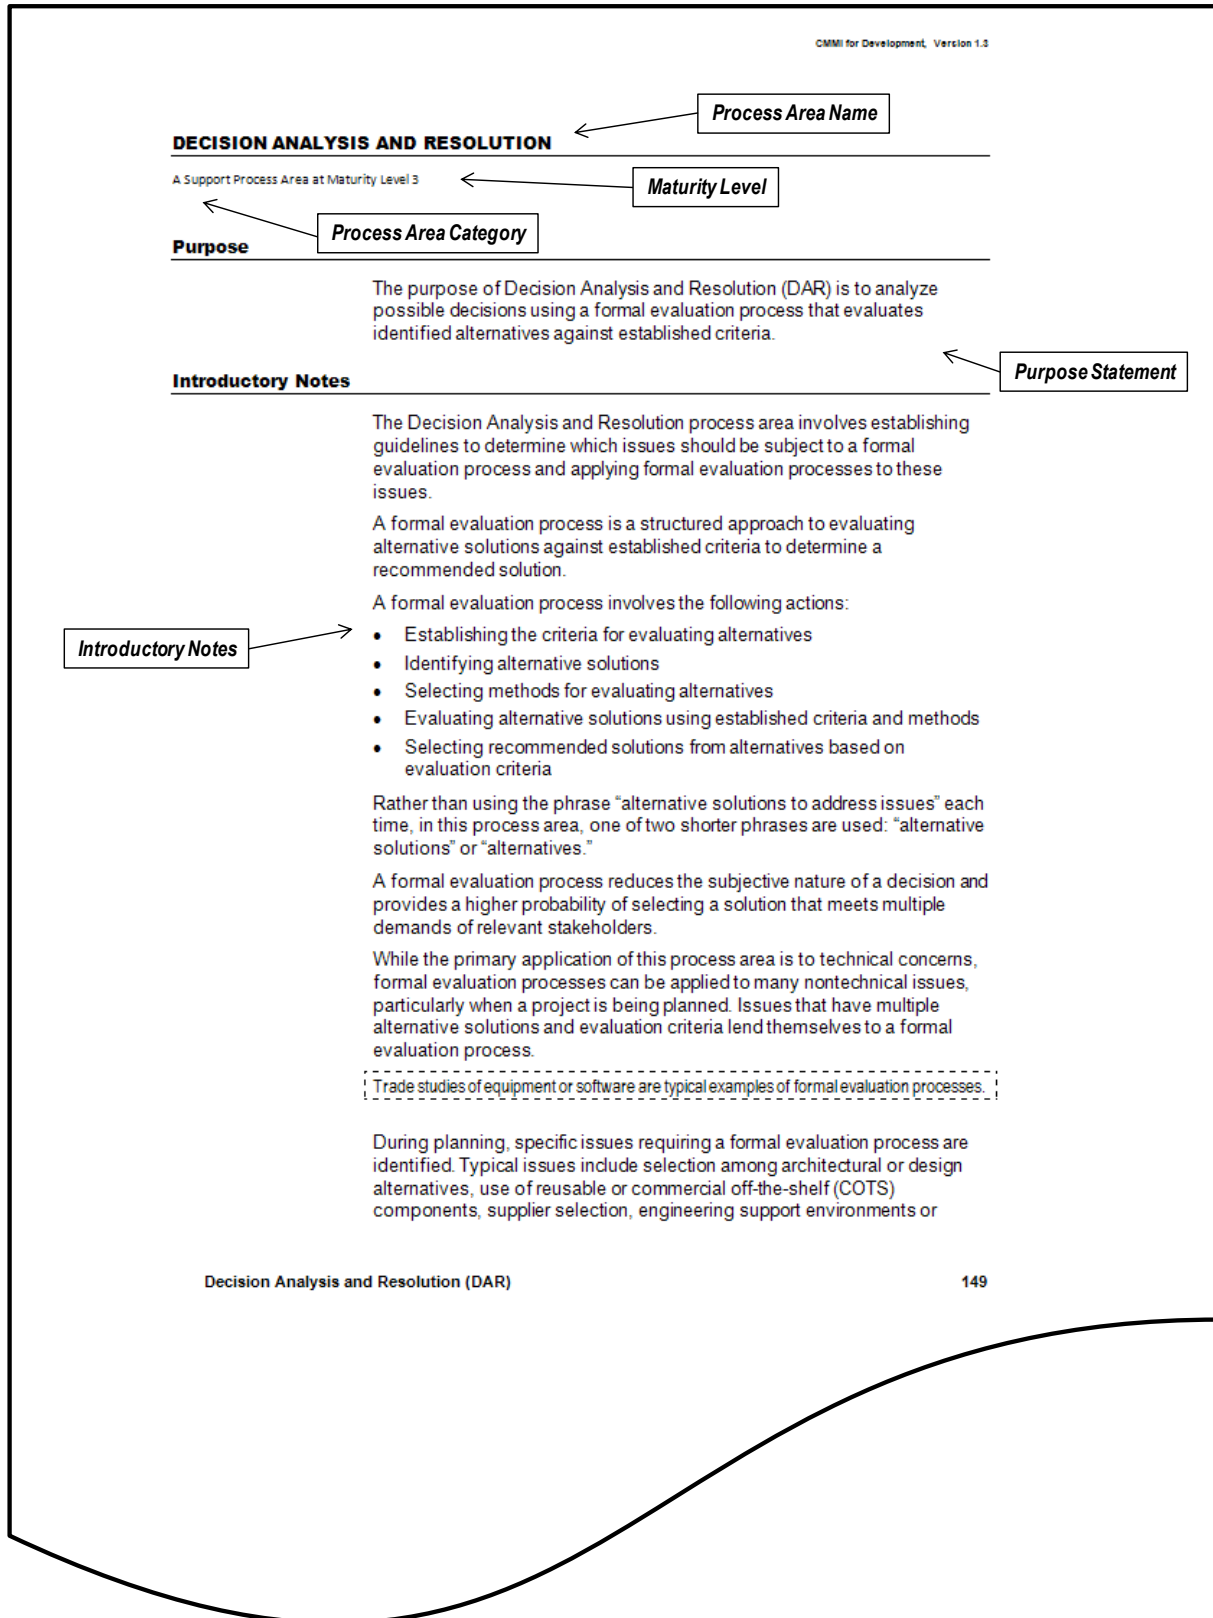 CMMI for Development, Version 1.3
Process Area Name
DECISION ANALYSIS AND RESOLUTION
A Support Process Area at Maturity Level 3
Maturity Level
Process Area Category
Purpose
The purpose of Decision Analysis and Resolution (DAR) is to analyze
possible decisions using a formal evaluation process that evaluates
identified alternatives against established criteria.
Purpose Statement
Introductory Notes
The Decision Analysis and Resolution process area involves establishing
guidelines to determine which issues should be subject to a formal
evaluation process and applying formal evaluation processes to these
issues.
A formal evaluation process is a structured approach to evaluating
alternative solutions against established criteria to determine a
recommended solution.
A formal evaluation process involves the following actions:
Introductory Notes
• Establishing the criteria for evaluating alternatives
• Identifying alternative solutions
• Selecting methods for evaluating alternatives
• Evaluating alternative solutions using established criteria and methods
• Selecting recommended solutions from alternatives based on
evaluation criteria
Rather than using the phrase “alternative solutions to address issues” each
time, in this process area, one of two shorter phrases are used: “alternative
solutions” or “alternatives.”
A formal evaluation process reduces the subjective nature of a decision and
provides a higher probability of selecting a solution that meets multiple
demands of relevant stakeholders.
While the primary application of this process area is to technical concerns,
formal evaluation processes can be applied to many nontechnical issues,
particularly when a project is being planned. Issues that have multiple
alternative solutions and evaluation criteria lend themselves to a formal
evaluation process.
Trade studies of equipment or software are typical examples of formal evaluation processes.
During planning, specific issues requiring a formal evaluation process are
identified. Typical issues include selection among architectural or design
alternatives, use of reusable or commercial off-the-shelf (COTS)
components, supplier selection, engineering support environments or
Decision Analysis and Resolution (DAR) 149